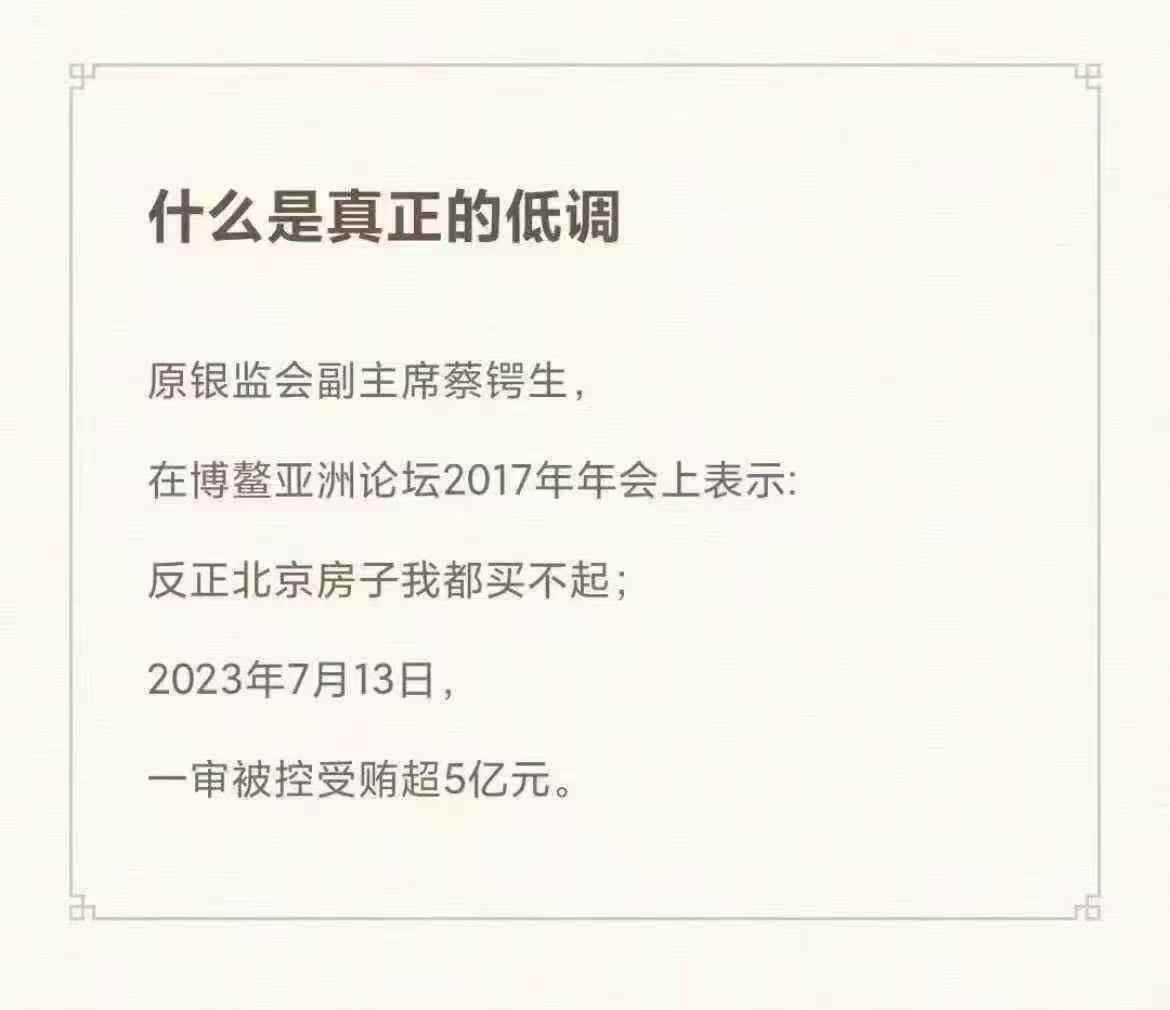 什么是真正的低调
原银监会副主席蔡锷生，
在博鳌亚洲论坛2017年年会上表示:
反正北京房子我都买不起；
2023年7月13日，
一审被控受贿超5亿元。